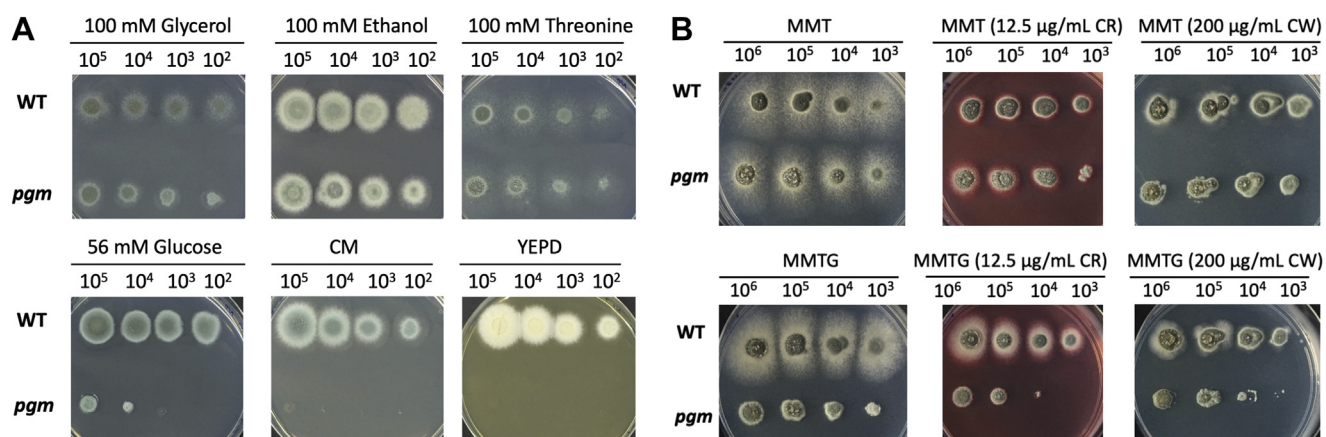 A
100 mM Glycerol 100 mM Ethanol 100 mM Threonine
10⁵ 10⁴ 10³ 10² 10⁵ 10⁴ 10³ 10² 10⁵ 10⁴ 10³ 10²
WT
pgm
56 mM Glucose CM YEPD
10⁵ 10⁴ 10³ 10² 10⁵ 10⁴ 10³ 10² 10⁵ 10⁴ 10³ 10²
WT
pgm
B
MMT MMT (12.5 µg/mL CR) MMT (200 µg/mL CW)
10⁶ 10⁵ 10⁴ 10³ 10⁶ 10⁵ 10⁴ 10³ 10⁶ 10⁵ 10⁴ 10³
WT
pgm
MMTG MMTG (12.5 µg/mL CR) MMTG (200 µg/mL CW)
10⁶ 10⁵ 10⁴ 10³ 10⁶ 10⁵ 10⁴ 10³ 10⁶ 10⁵ 10⁴ 10³
WT
pgm